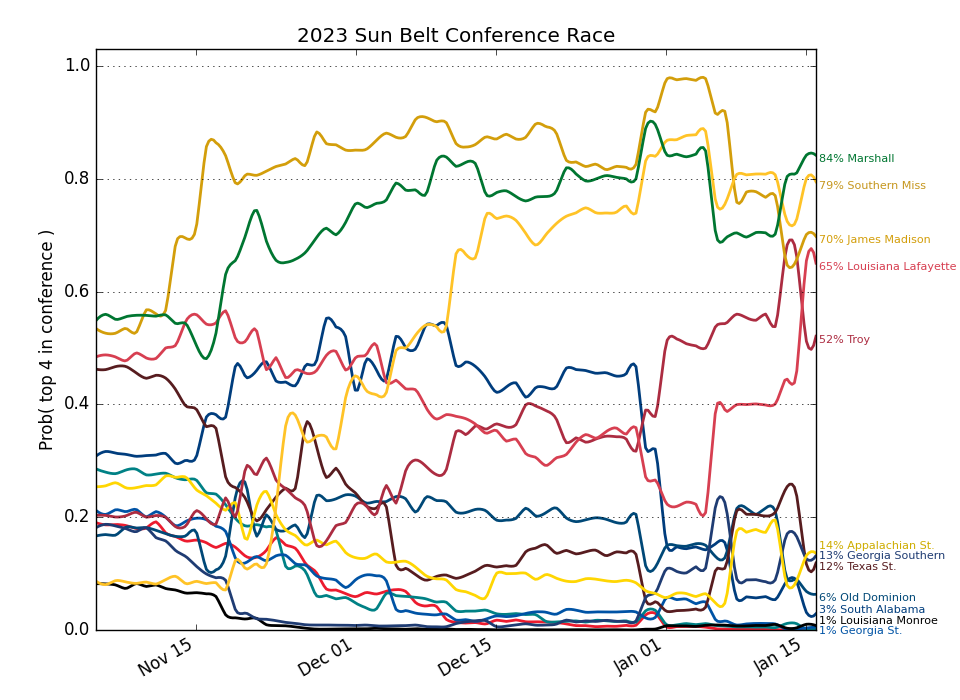 2023 Sun Belt Conference Race
Prob( top 4 in conference )
1.0
0.8
0.6
0.4
0.2
0.0
Nov 15
Dec 01
Dec 15
Jan 01
Jan 15
84% Marshall
79% Southern Miss
70% James Madison
65% Louisiana Lafayette
52% Troy
14% Appalachian St.
13% Georgia Southern
12% Texas St.
6% Old Dominion
3% South Alabama
1% Louisiana Monroe
1% Georgia St.